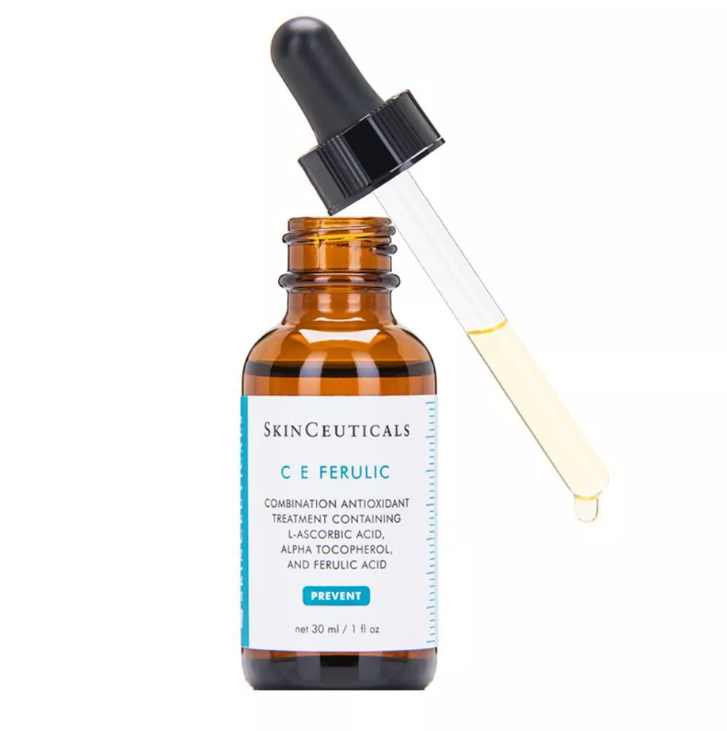 SKINCEUTICALS
C E FERULIC
COMBINATION ANTIOXIDANT
TREATMENT CONTAINING
L-ASCORBIC ACID,
ALPHA TOCOPHEROL,
AND FERULIC ACID
PREVENT
net 30 ml / 1 fl oz